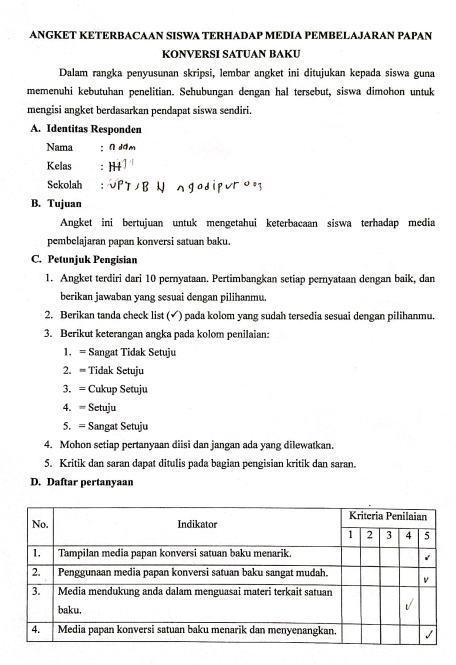 ANGKET KETERBACAAN SISWA TERHADAP MEDIA PEMBELAJARAN PAPAN
KONVERSI SATUAN BAKU
Dalam rangka penyusunan skripsi, lembar angket ini ditujukan kepada siswa guna
memenuhi kebutuhan penelitian. Sehubungan dengan hal tersebut, siswa dimohon untuk
mengisi angket berdasarkan pendapat siswa sendiri.
A. Identitas Responden
Nama : adam
Kelas :
Sekolah : ngadipur 003
B. Tujuan
Angket ini bertujuan untuk mengetahui keterbacaan siswa terhadap media
pembelajaran papan konversi satuan baku.
C. Petunjuk Pengisian
1. Angket terdiri dari 10 pernyataan. Pertimbangkan setiap pernyataan dengan baik, dan
berikan jawaban yang sesuai dengan pilihanmu.
2. Berikan tanda check list (✓) pada kolom yang sudah tersedia sesuai dengan pilihanmu.
3. Berikut keterangan angka pada kolom penilaian:
1. = Sangat Tidak Setuju
2. = Tidak Setuju
3. = Cukup Setuju
4. = Setuju
5. = Sangat Setuju
4. Mohon setiap pertanyaan diisi dan jangan ada yang dilewatkan.
5. Kritik dan saran dapat ditulis pada bagian pengisian kritik dan saran.
D. Daftar pertanyaan
No. Indikator Kriteria Penilaian
1 2 3 4 5
1. Tampilan media papan konversi satuan baku menarik. ✓
2. Penggunaan media papan konversi satuan baku sangat mudah. ✓
3. Media mendukung anda dalam menguasai materi terkait satuan
baku. ✓
4. Media papan konversi satuan baku menarik dan menyenangkan. ✓